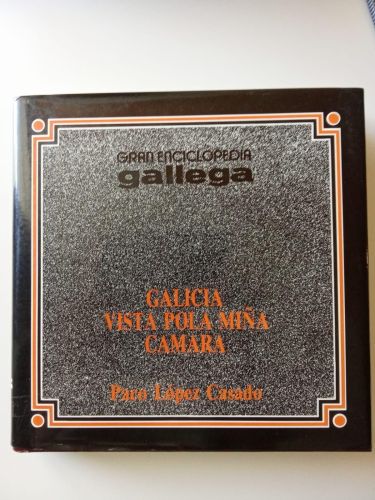 GRAN ENCICLOPEDIA
gallega
GALICIA
VISTA POLA MIÑA
CAMARA
Paco López Casado